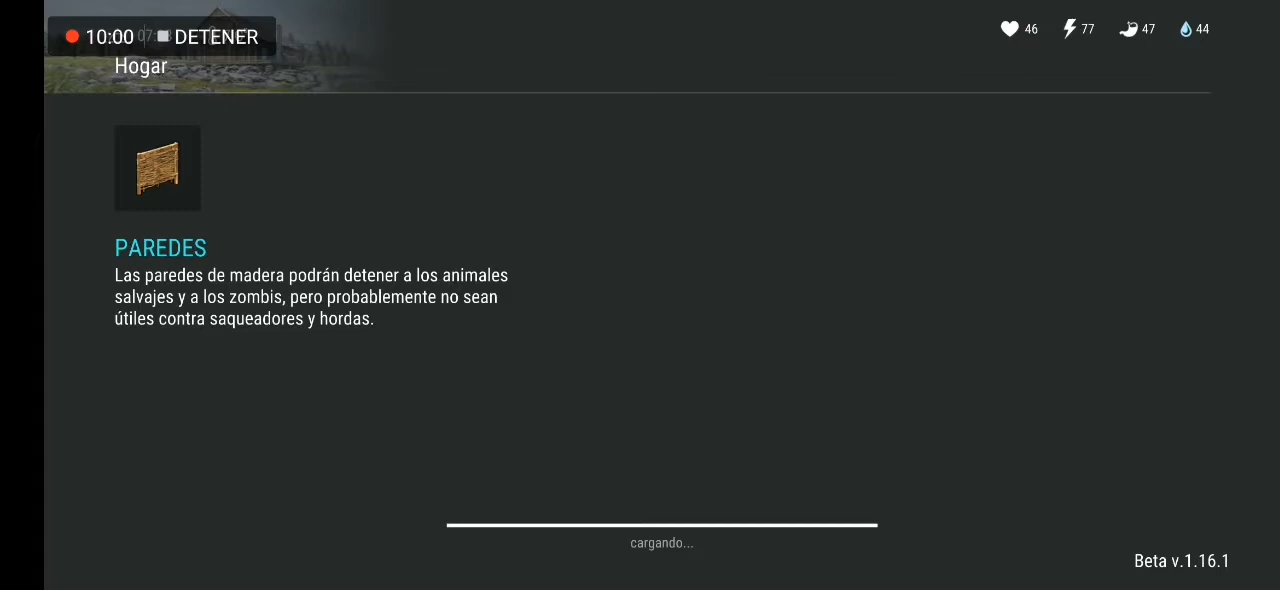 10:00 DETENER
46 77 47 44
Hogar
PAREDES
Las paredes de madera podrán detener a los animales
salvajes y a los zombis, pero probablemente no sean
útiles contra saqueadores y hordas.
cargando...
Beta v.1.16.1